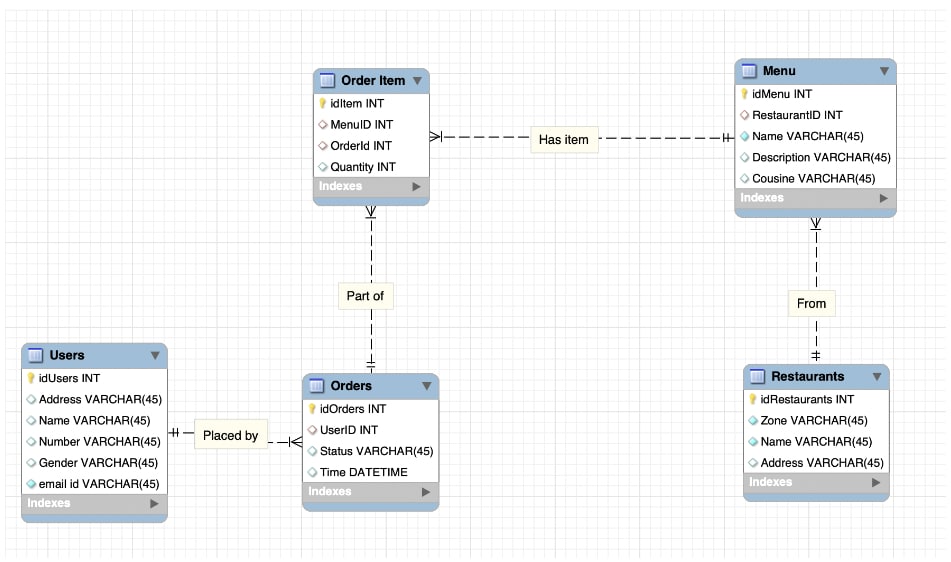 Order Item
idItem INT
MenuID INT
OrderId INT
Quantity INT
Indexes
Has item
Menu
idMenu INT
RestaurantID INT
Name VARCHAR(45)
Description VARCHAR(45)
Cousine VARCHAR(45)
Indexes
Part of
From
Users
idUsers INT
Address VARCHAR(45)
Name VARCHAR(45)
Number VARCHAR(45)
Gender VARCHAR(45)
email id VARCHAR(45)
Indexes
Placed by
Orders
idOrders INT
UserID INT
Status VARCHAR(45)
Time DATETIME
Indexes
Restaurants
idRestaurants INT
Zone VARCHAR(45)
Name VARCHAR(45)
Address VARCHAR(45)
Indexes